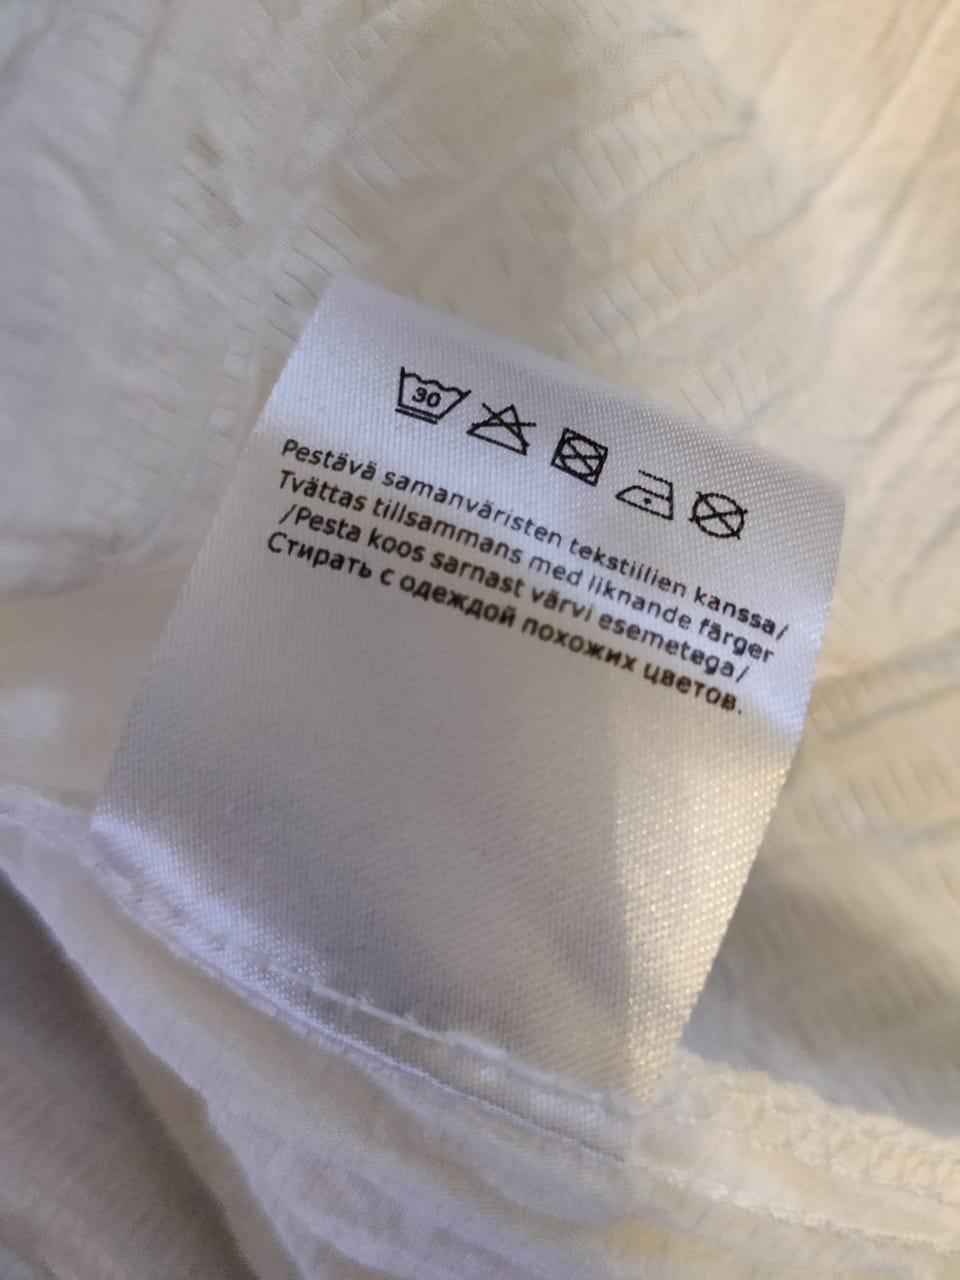 30
Pestävä samanväristen tekstiilien kanssa/
Tvättas tillsammans med liknande färger
/Pesta koos sarnast värvi esemetega/
Стирать с одеждой похожих цветов.